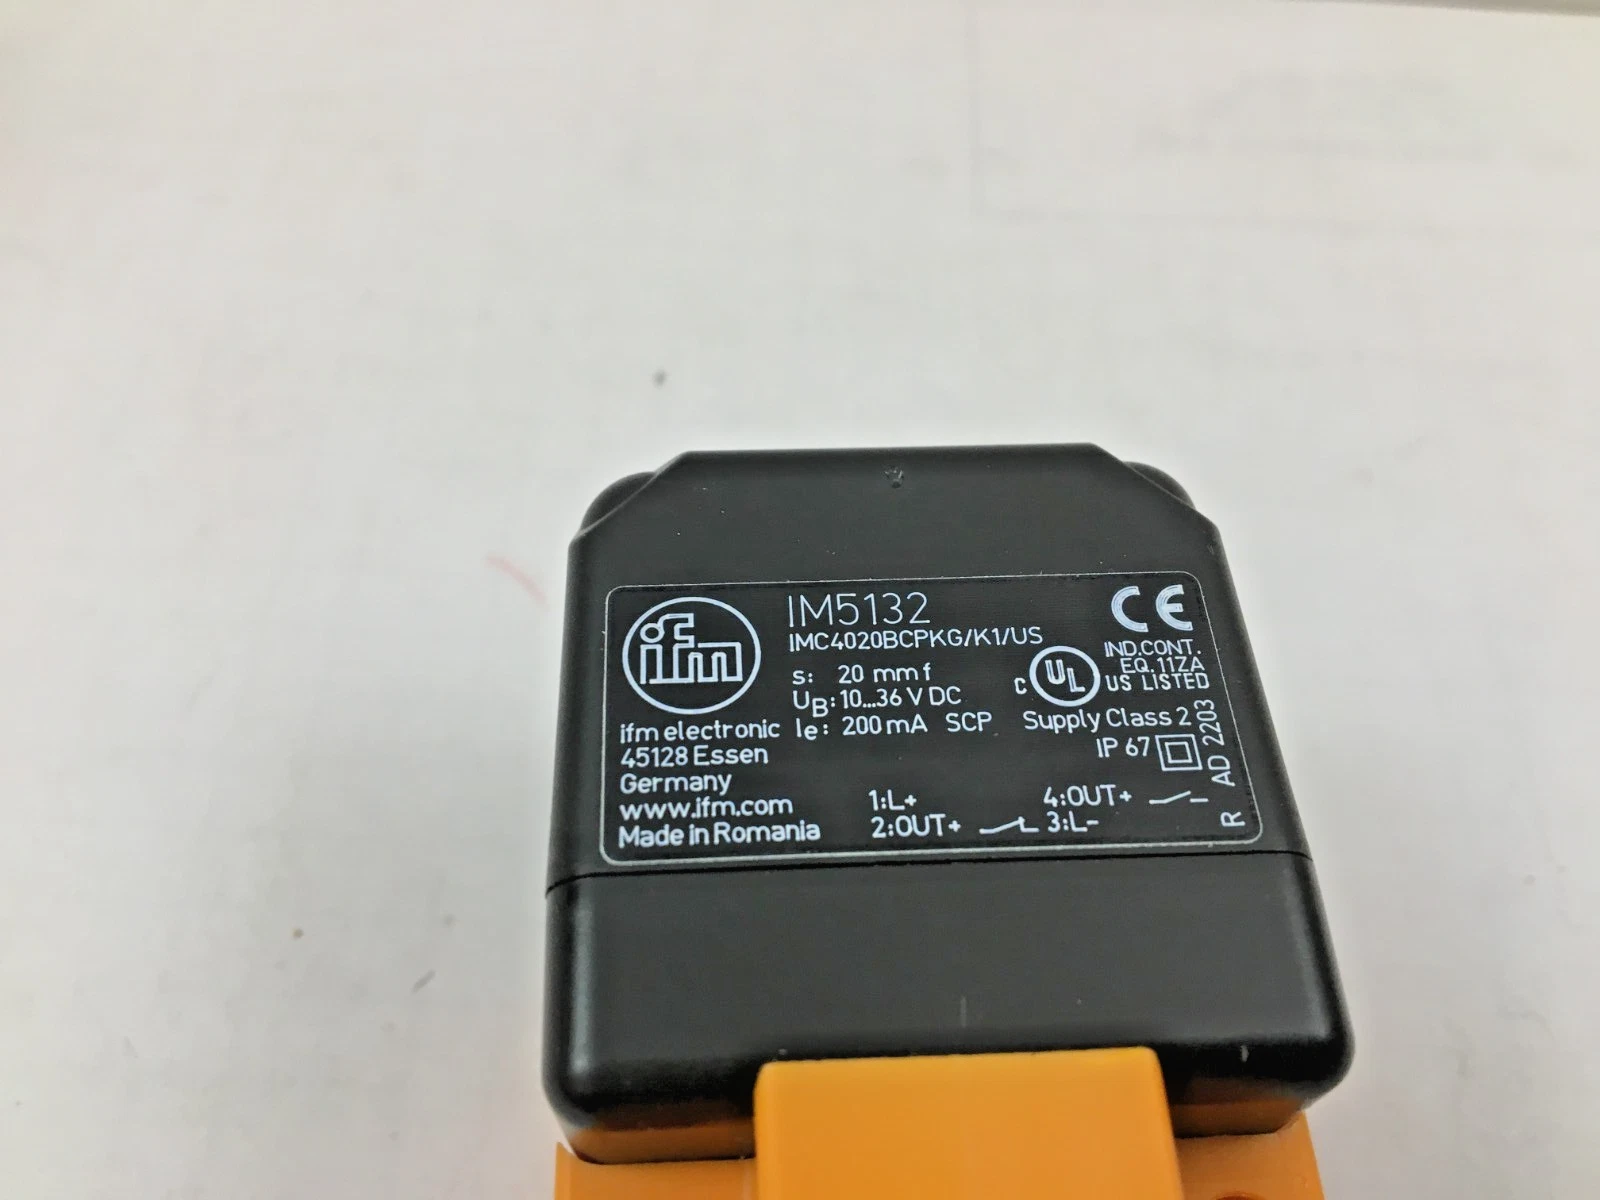 ifm
IM5132
IMC4020BCPKG/K1/US
s: 20 mm f
UB: 10...36 V DC
Ie: 200 mA SCP
ifm electronic
45128 Essen
Germany
www.ifm.com
Made in Romania
CE
IND.CONT.
EQ.11ZA
C UL US LISTED
Supply Class 2
IP 67
1:L+
4:OUT+
2:OUT+
3:L-
R AD 2203